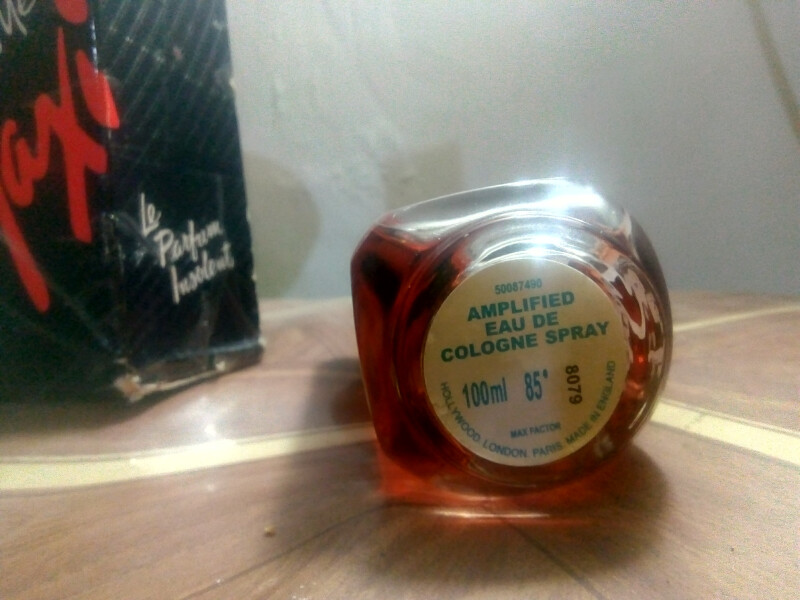 Le
Parfum
Insolent
50087490
AMPLIFIED
EAU DE
COLOGNE SPRAY
100ml 85°
8079
MAX FACTOR
HOLLYWOOD. LONDON. PARIS. MADE IN ENGLAND